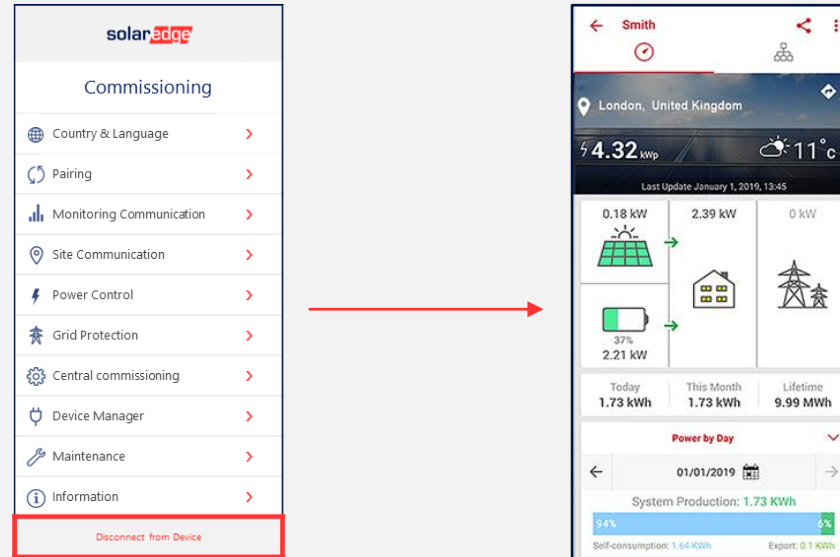 solaredge
Commissioning
Country & Language
Pairing
Monitoring Communication
Site Communication
Power Control
Grid Protection
Central commissioning
Device Manager
Maintenance
Information
Disconnect from Device
Smith
London, United Kingdom
4.32 kWp
11°c
Last Update January 1, 2019, 13:45
0.18 kW
2.39 kW
0 kW
37%
2.21 kW
Today
This Month
Lifetime
1.73 kWh
1.73 kWh
9.99 MWh
Power by Day
01/01/2019
System Production: 1.73 KWh
94%
6%
Self-consumption: 1.64 KWh
Export: 0.1 KWh